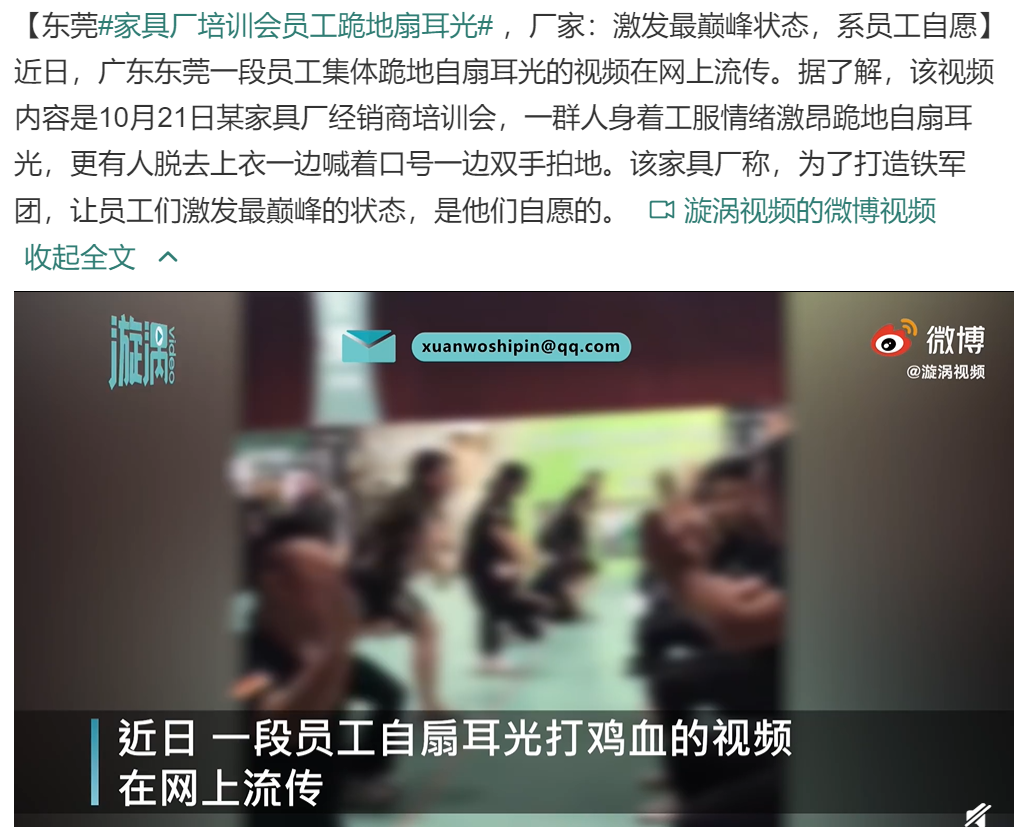 【东莞#家具厂培训会员工跪地扇耳光#，厂家：激发最巅峰状态，系员工自愿】
近日，广东东莞一段员工集体跪地自扇耳光的视频在网上流传。据了解，该视频
内容是10月21日某家具厂经销商培训会，一群人身着工服情绪激昂跪地自扇耳
光，更有人脱去上衣一边喊着口号一边双手拍地。该家具厂称，为了打造铁军
团，让员工们激发最巅峰的状态，是他们自愿的。 漩涡视频的微博视频
收起全文
漩涡video
xuanwoshipin@qq.com
微博
@漩涡视频
近日 一段员工自扇耳光打鸡血的视频
在网上流传